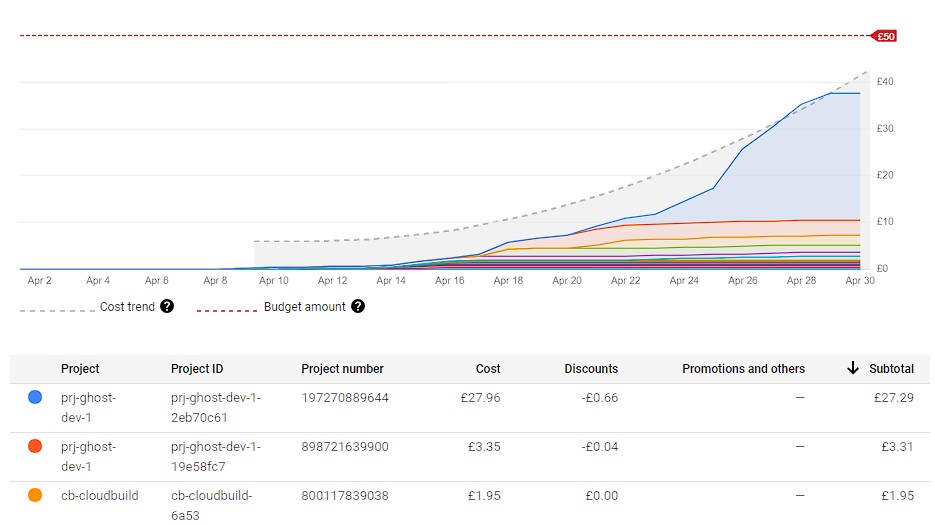 £50
£40
£30
£20
£10
£0
Apr 2 Apr 4 Apr 6 Apr 8 Apr 10 Apr 12 Apr 14 Apr 16 Apr 18 Apr 20 Apr 22 Apr 24 Apr 26 Apr 28 Apr 30
Cost trend ? Budget amount ?
Project Project ID Project number Cost Discounts Promotions and others ↓ Subtotal
prj-ghost- prj-ghost-dev-1- 197270889644 £27.96 -£0.66 — £27.29
dev-1 2eb70c61
prj-ghost- prj-ghost-dev-1- 898721639900 £3.35 -£0.04 — £3.31
dev-1 19e58fc7
cb-cloudbuild cb-cloudbuild- 800117839038 £1.95 £0.00 — £1.95
6a53